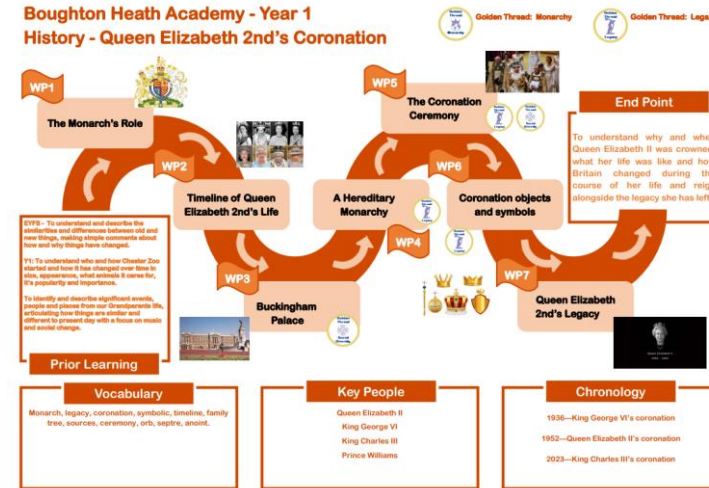 Boughton Heath Academy - Year 1
History - Queen Elizabeth 2nd's Coronation
Golden Thread: Monarchy
Golden Thread: Lega
WP1
The Monarch's Role
WP2
Timeline of Queen
Elizabeth 2nd's Life
WP3
Buckingham
Palace
WP4
A Hereditary
Monarchy
WP5
The Coronation
Ceremony
WP6
Coronation objects
and symbols
WP7
Queen Elizabeth
2nd's Legacy
End Point
To understand why and whe
Queen Elizabeth II was crowne
what her life was like and ho
Britain changed during th
course of her life and reig
alongside the legacy she has left
EYFS - To understand and describe the
similarities and differences between old and
new things, making simple comments about
how and why things have changed.
Y1: To understand who and how Chester Zoo
started and how it has changed over time in
size, appearance, what animals it cares for,
it's popularity and importance.
To identify and describe significant events,
people and places from our Grandparents life,
articulating how things are similar and
different to present day with a focus on music
and social change.
Prior Learning
Vocabulary
Monarch, legacy, coronation, symbolic, timeline, family
tree, sources, ceremony, orb, septre, anoint.
Key People
Queen Elizabeth II
King George VI
King Charles III
Prince Williams
Chronology
1936—King George VI's coronation
1952—Queen Elizabeth II's coronation
2023—King Charles III's coronation